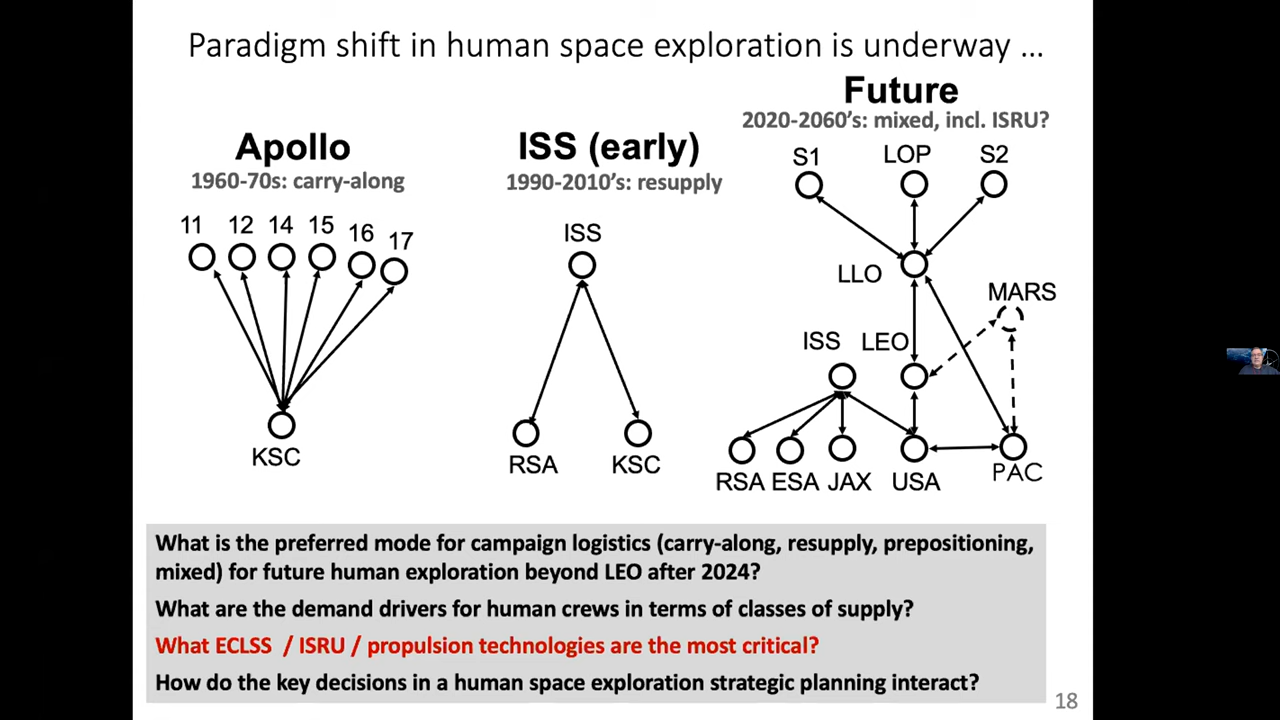 Paradigm shift in human space exploration is underway ...
Apollo
1960-70s: carry-along
11 12 14 15 16 17
KSC
ISS (early)
1990-2010's: resupply
ISS
RSA KSC
Future
2020-2060's: mixed, incl. ISRU?
S1 LOP S2
LLO
MARS
ISS LEO
RSA ESA JAX USA PAC
What is the preferred mode for campaign logistics (carry-along, resupply, prepositioning,
mixed) for future human exploration beyond LEO after 2024?
What are the demand drivers for human crews in terms of classes of supply?
What ECLSS / ISRU / propulsion technologies are the most critical?
How do the key decisions in a human space exploration strategic planning interact?
18